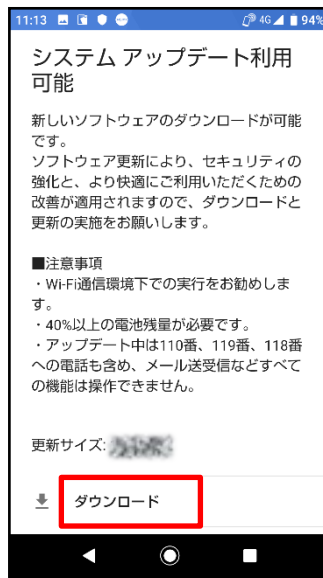 11:13 4G 94%
システム アップデート利用
可能
新しいソフトウェアのダウンロードが可能
です。
ソフトウェア更新により、セキュリティの
強化と、より快適にご利用いただくための
改善が適用されますので、ダウンロードと
更新の実施をお願いします。
■注意事項
・Wi-Fi通信環境下での実行をお勧めしま
す。
・40%以上の電池残量が必要です。
・アップデート中は110番、119番、118番
への電話も含め、メール送受信などすべて
の機能は操作できません。
更新サイズ:
ダウンロード